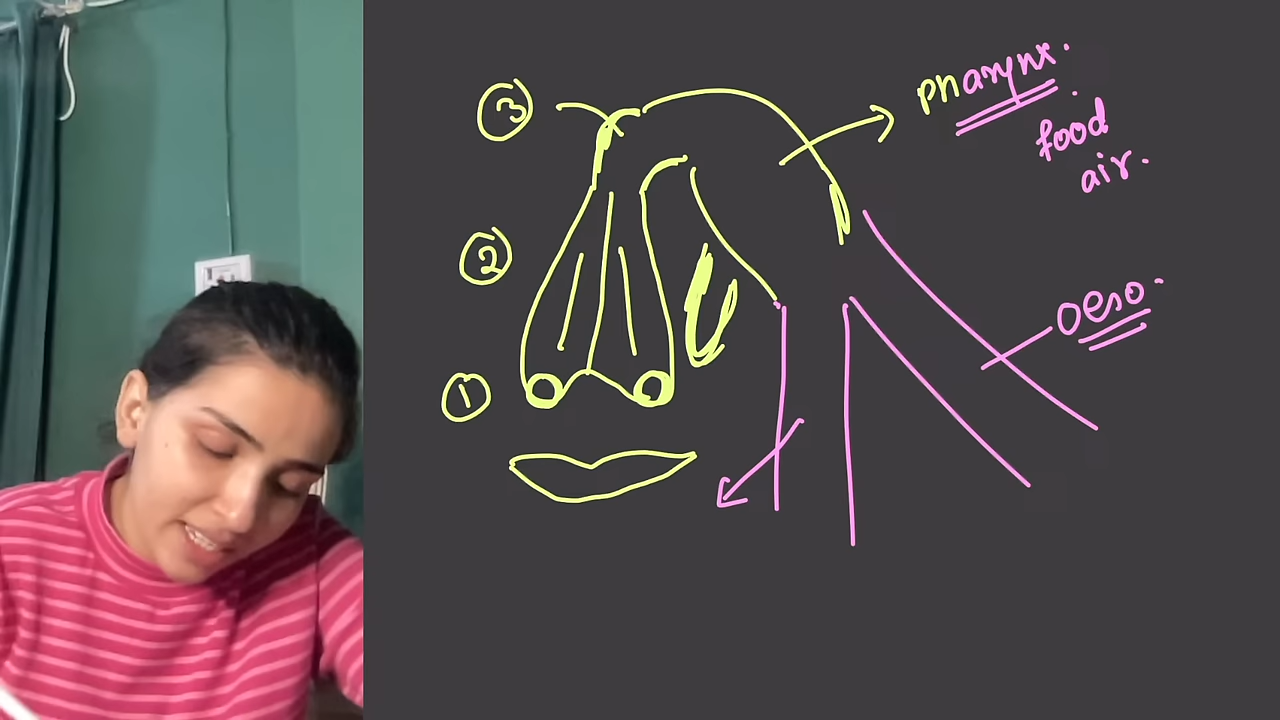 ③
pharynx.
food
air.
②
oeso.
①